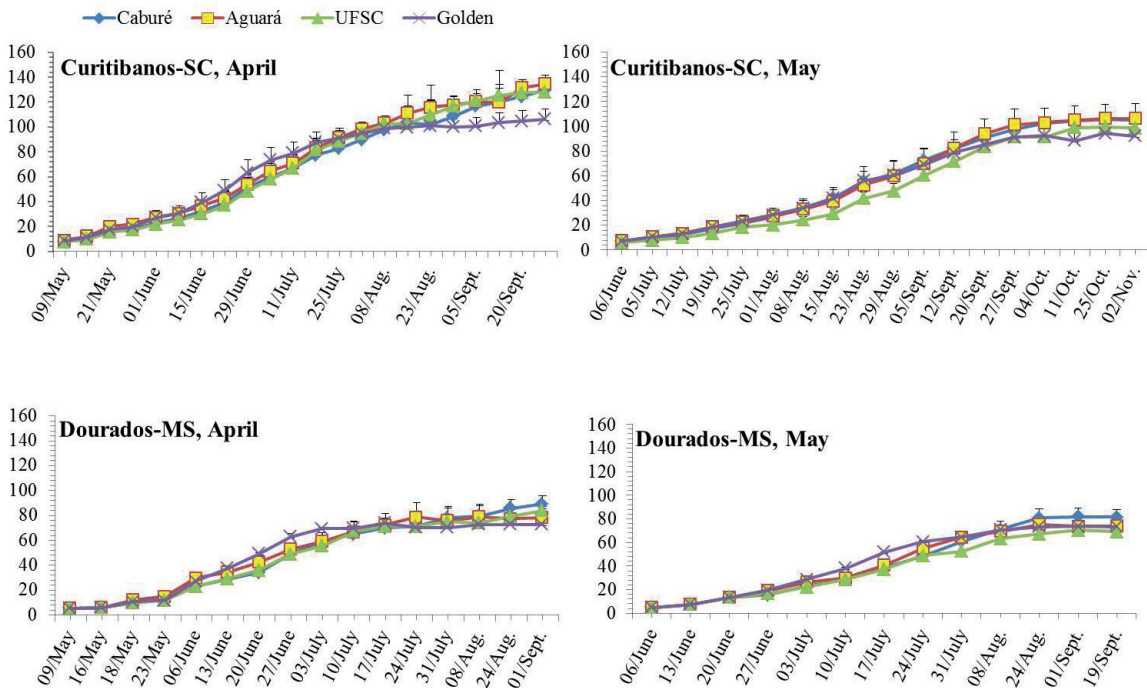 Caburé Aguará UFSC Golden
Curitibanos-SC, April
160
140
120
100
80
60
40
20
0
09/May
21/May
01/June
15/June
29/June
11/July
25/July
08/Aug.
23/Aug.
05/Sept.
20/Sept.
Curitibanos-SC, May
160
140
120
100
80
60
40
20
0
06/June
05/July
12/July
19/July
25/July
01/Aug.
08/Aug.
15/Aug.
22/Aug.
29/Aug.
05/Sept.
12/Sept.
20/Sept.
27/Sept.
04/Oct.
11/Oct.
25/Oct.
02/Nov.
Dourados-MS, April
160
140
120
100
80
60
40
20
0
09/May
16/May
18/May
23/May
06/June
13/June
20/June
27/June
03/July
10/July
17/July
24/July
31/July
08/Aug.
24/Aug.
01/Sept.
Dourados-MS, May
160
140
120
100
80
60
40
20
0
06/June
13/June
20/June
27/June
03/July
10/July
17/July
24/July
31/July
08/Aug.
24/Aug.
01/Sept.
19/Sept.